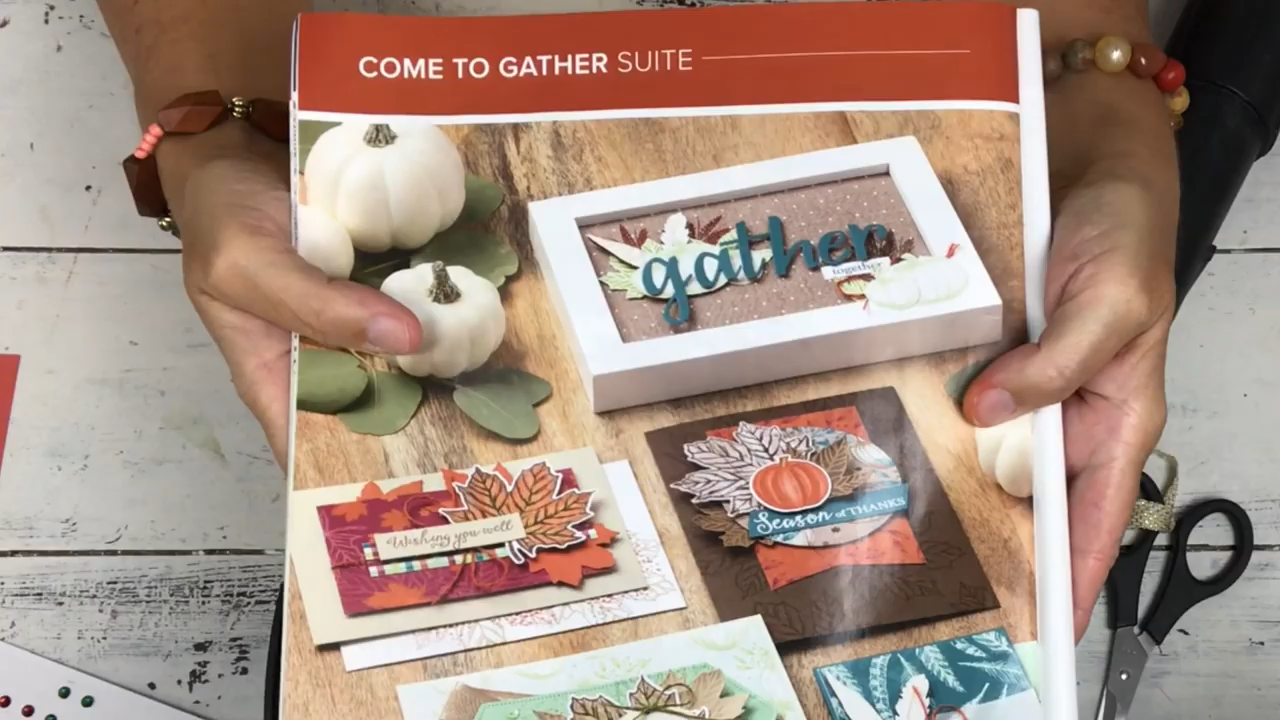 COME TO GATHER SUITE
gather
together
Wishing you well
Season of THANKS